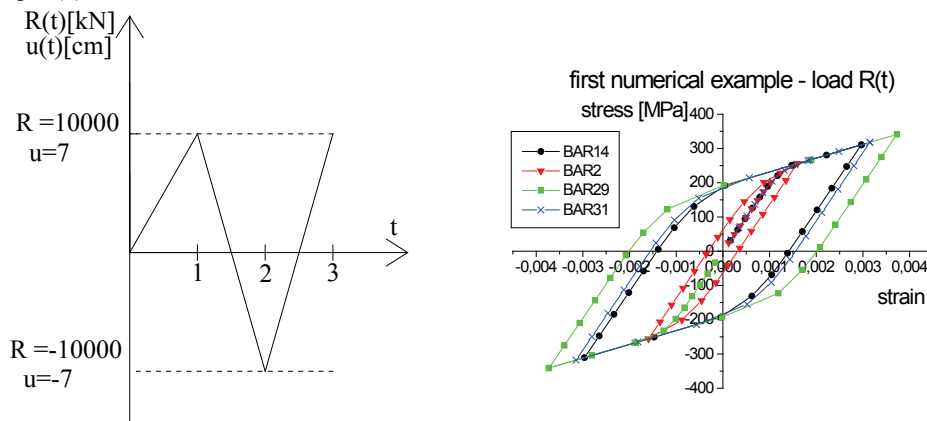 R(t)[kN]
u(t)[cm]
R =10000
u=7
t
1
2
3
R =-10000
u=-7
first numerical example - load R(t)
stress [MPa]
400
300
200
100
0
-100
-200
-300
-400
BAR14
BAR2
BAR29
BAR31
-0,004 -0,003 -0,002 -0,001 0,000 0,001 0,002 0,003 0,004
strain